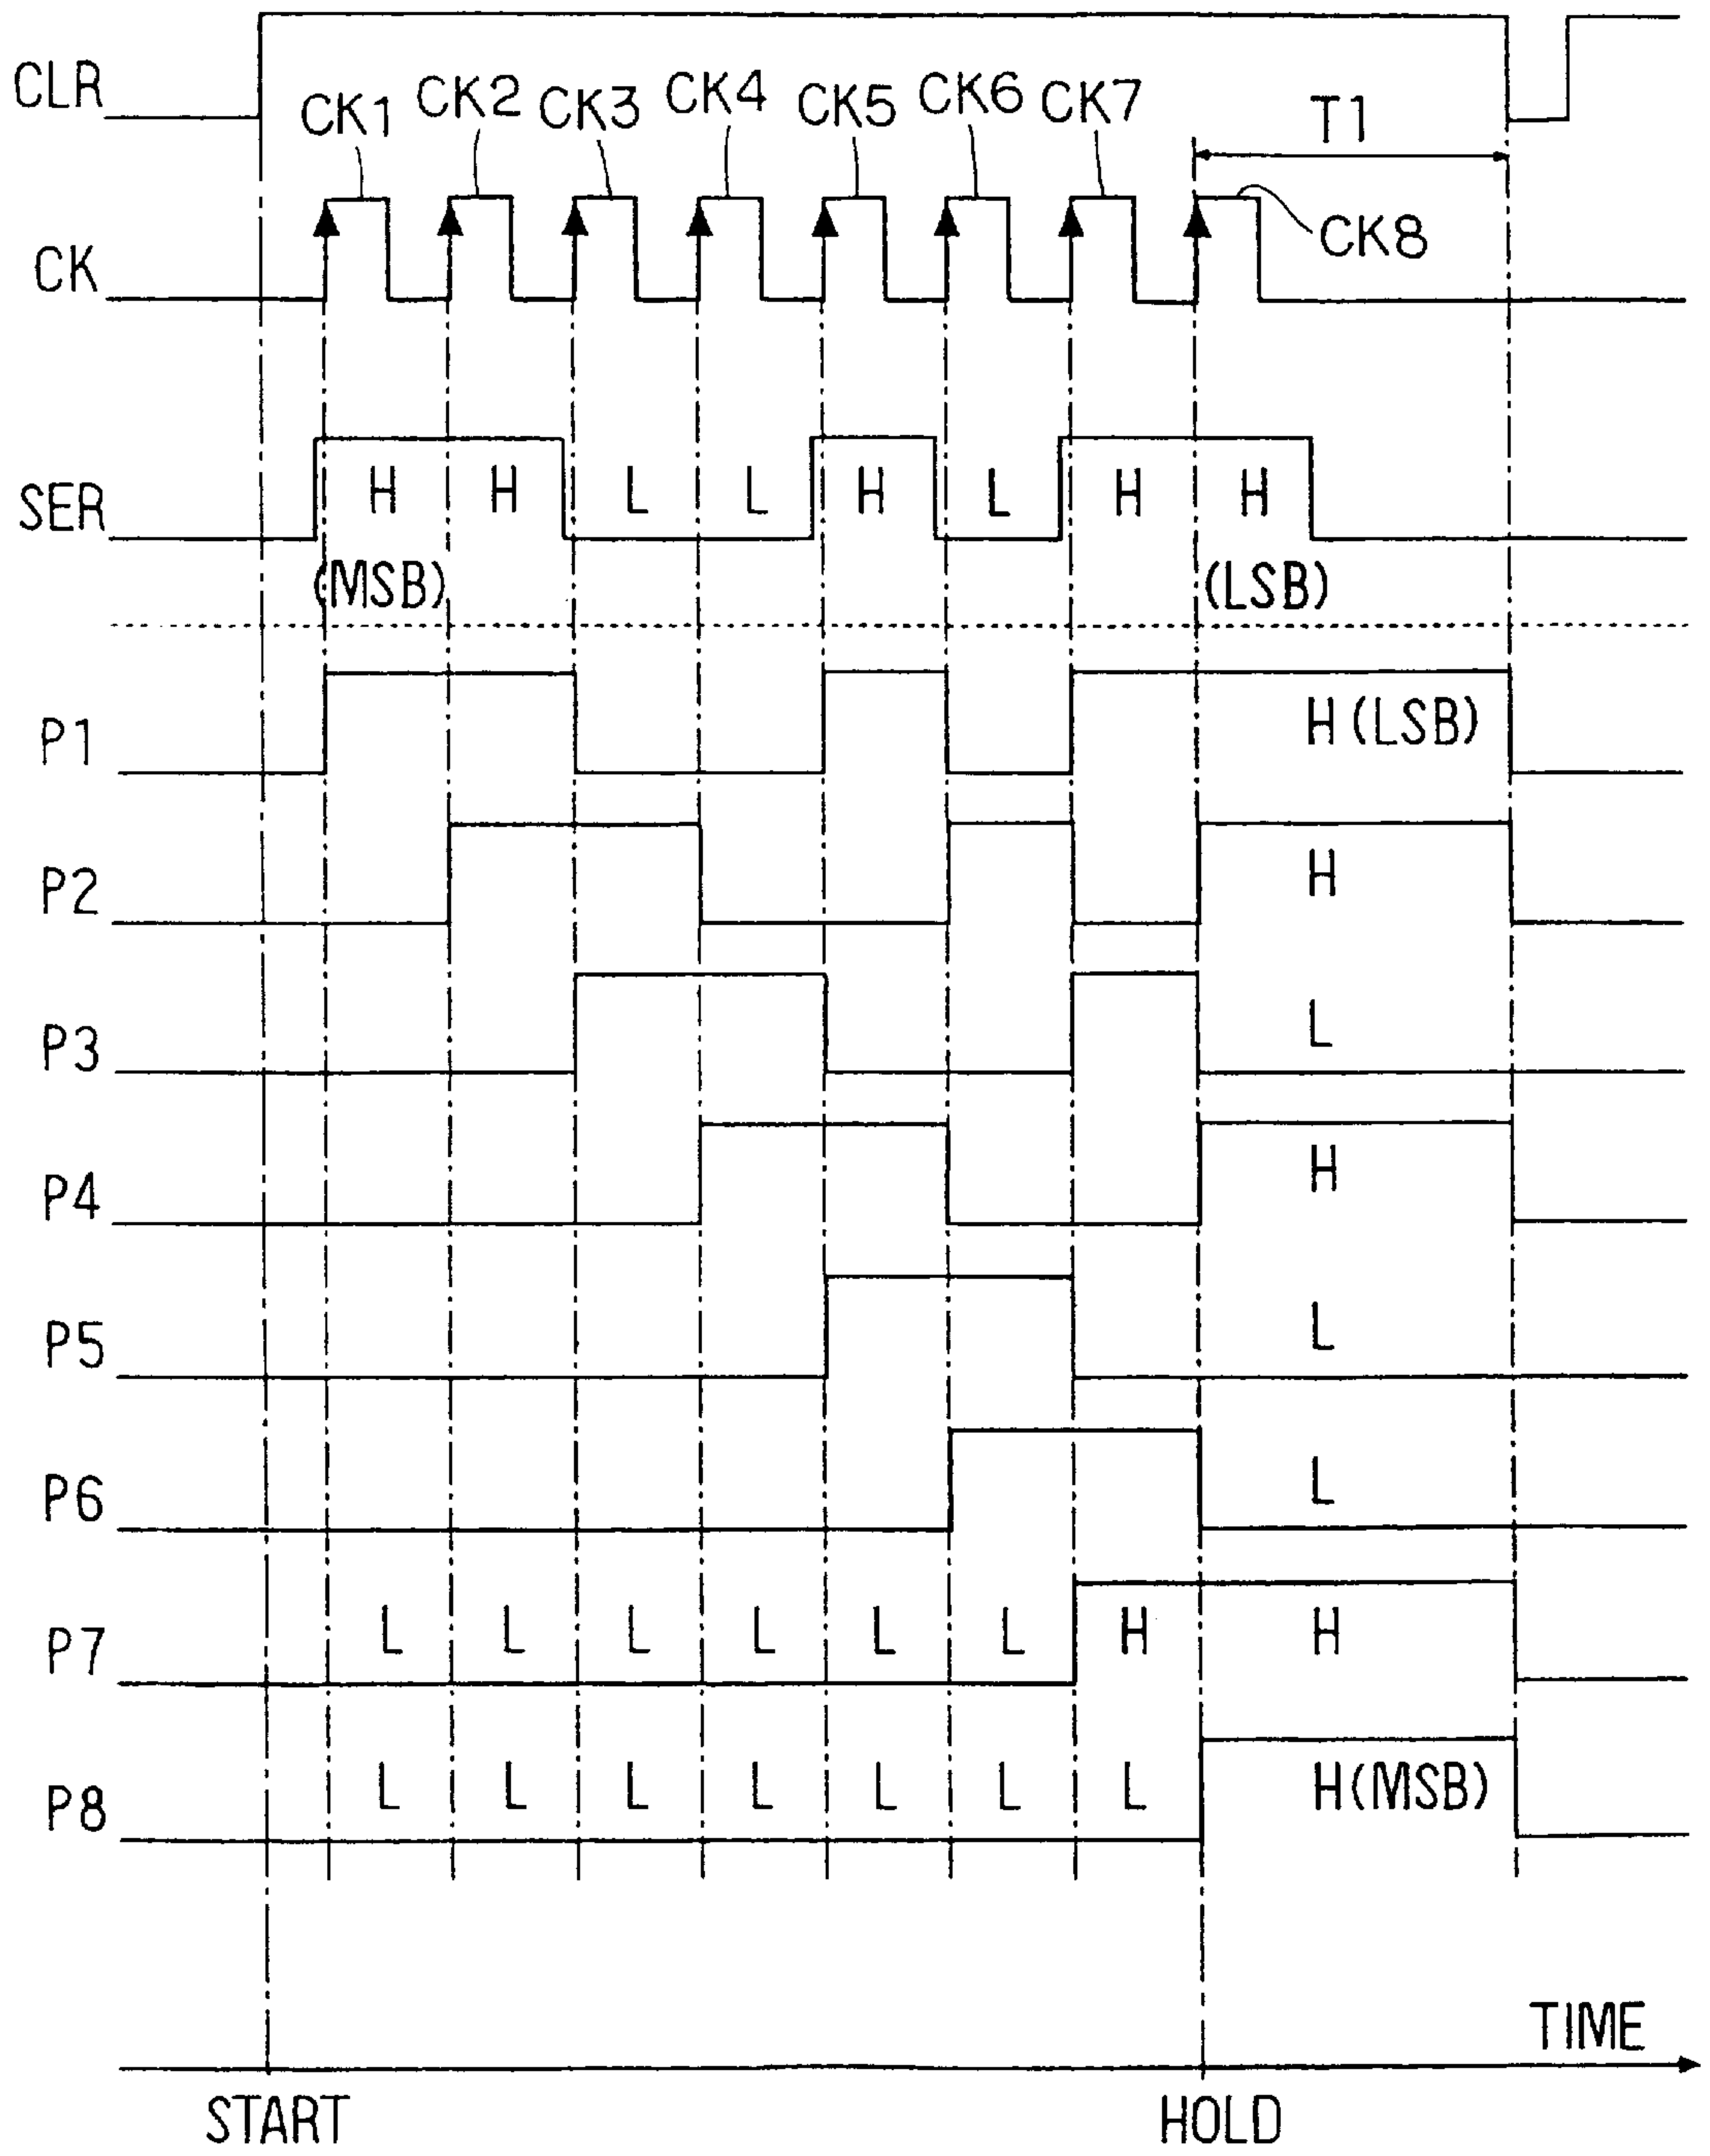 CLR
CK1 CK2 CK3 CK4 CK5 CK6 CK7 T1
CK CK8
SER H H L L H L H H
(MSB) (LSB)
P1 H (LSB)
P2 H
P3 L
P4 H
P5 L
P6 L
P7 L L L L L L H H
P8 L L L L L L L H(MSB)
TIME
START HOLD